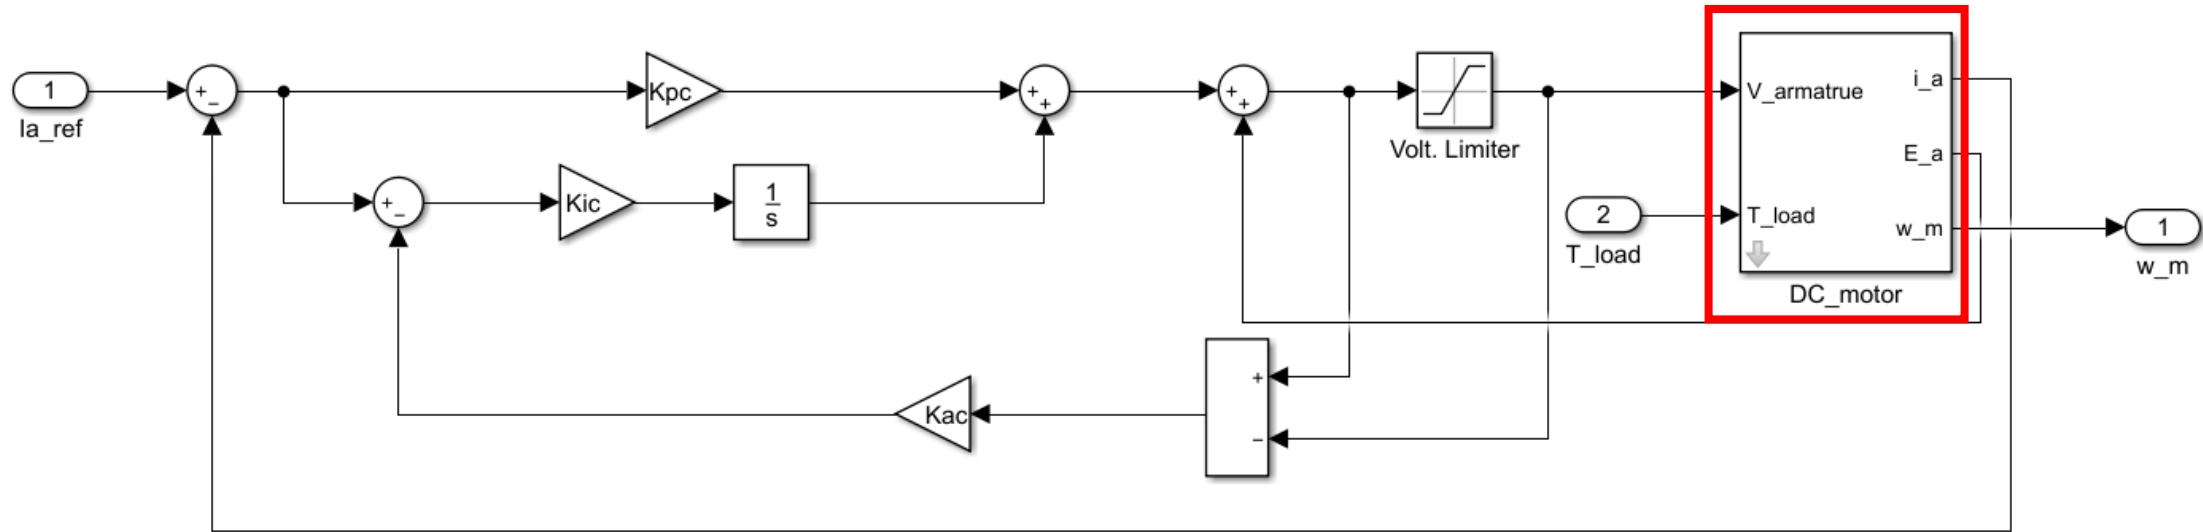 1
Ia_ref
+
−
Kpc
+
+
+
+
Volt. Limiter
V_armatrue
i_a
E_a
T_load
w_m
DC_motor
2
T_load
1
w_m
+
−
Kic
1
s
Kac
+
−